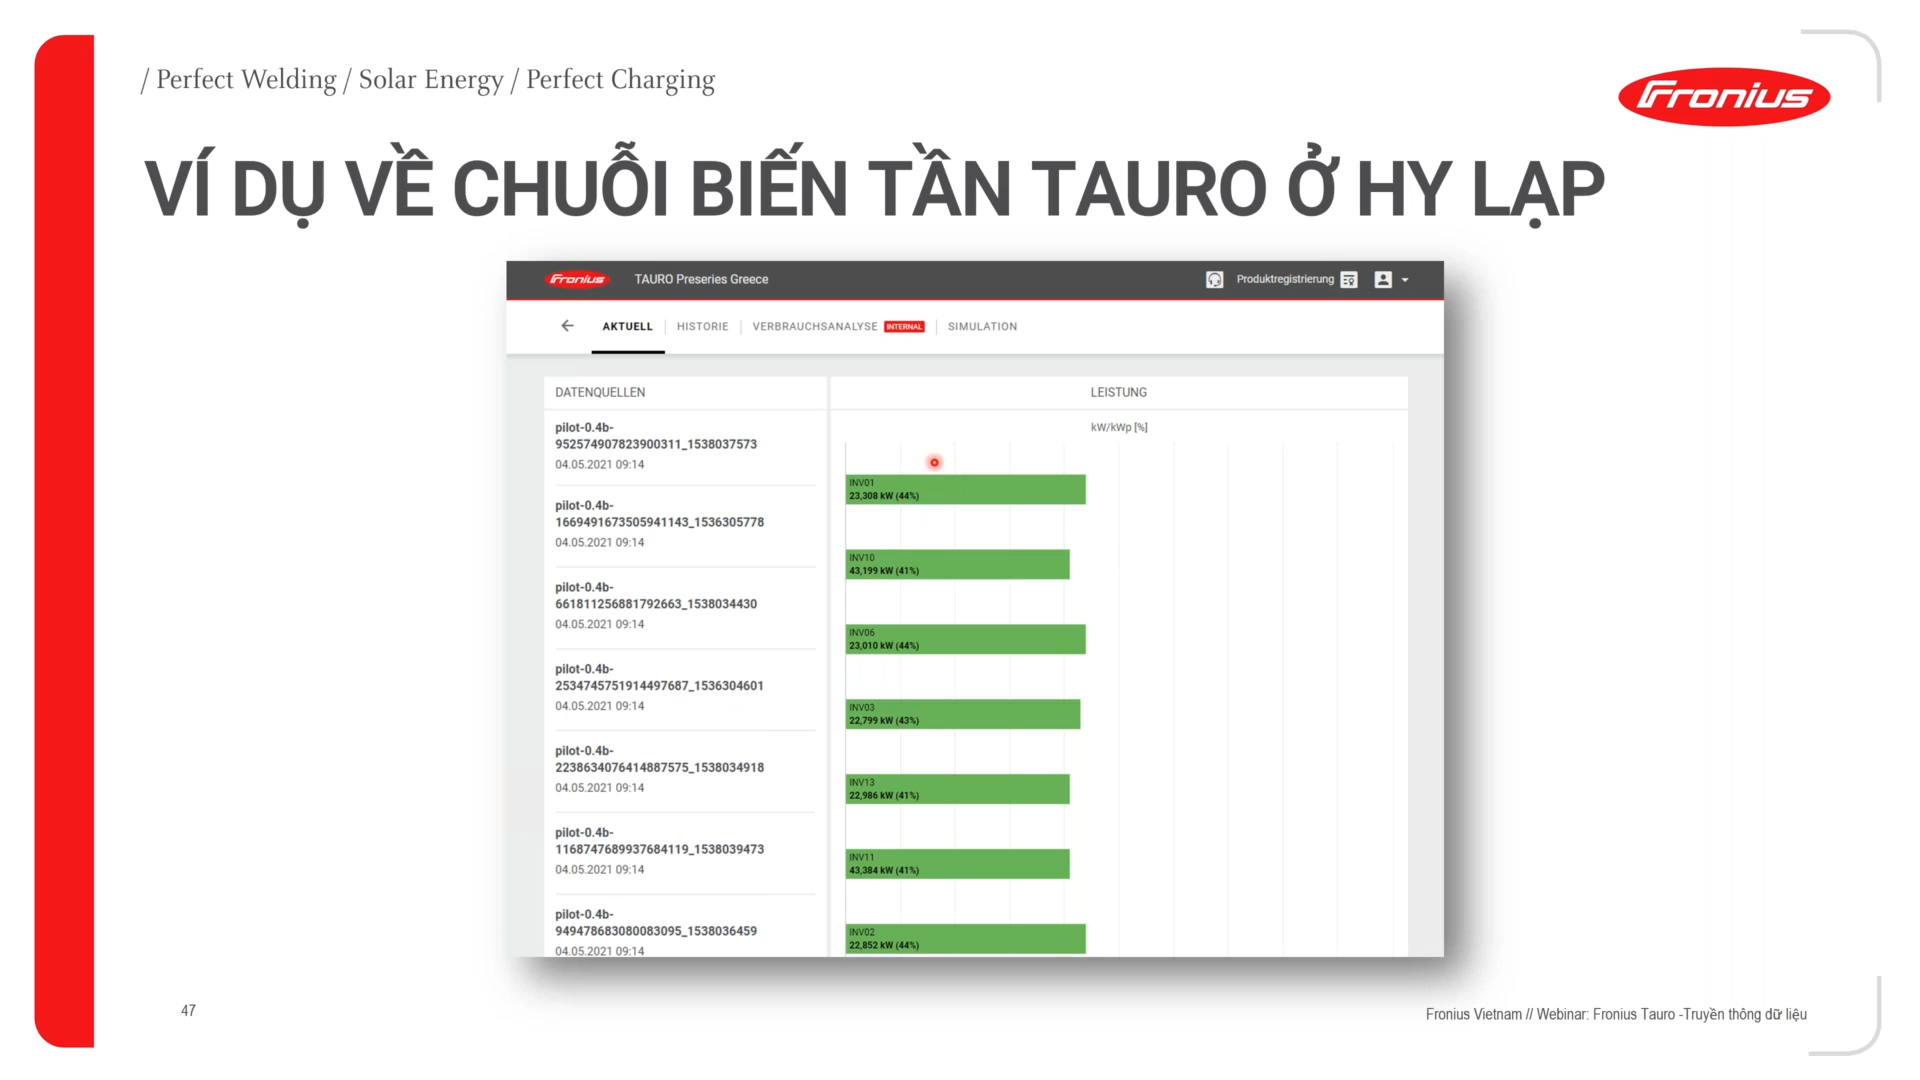 / Perfect Welding / Solar Energy / Perfect Charging
Fronius
VÍ DỤ VỀ CHUỖI BIẾN TẦN TAURO Ở HY LẠP
Fronius TAURO Preseries Greece Produktregistrierung
AKTUELL HISTORIE VERBRAUCHSANALYSE INTERNAL SIMULATION
DATENQUELLEN
pilot-0.4b-
952574907823900311_1538037573
04.05.2021 09:14
pilot-0.4b-
1669491673505941143_1536305778
04.05.2021 09:14
pilot-0.4b-
661811256881792663_1538034430
04.05.2021 09:14
pilot-0.4b-
2534745751914497687_1536304601
04.05.2021 09:14
pilot-0.4b-
2238634076414887575_1538034918
04.05.2021 09:14
pilot-0.4b-
1168747689937684119_1538039473
04.05.2021 09:14
pilot-0.4b-
949478683080083095_1538036459
04.05.2021 09:14
LEISTUNG
kW/kWp [%]
INV01
23,308 kW (44%)
INV10
43,199 kW (41%)
INV06
23,010 kW (44%)
INV03
22,799 kW (43%)
INV13
22,986 kW (41%)
INV11
43,384 kW (41%)
INV02
22,852 kW (44%)
47
Fronius Vietnam // Webinar: Fronius Tauro -Truyền thông dữ liệu